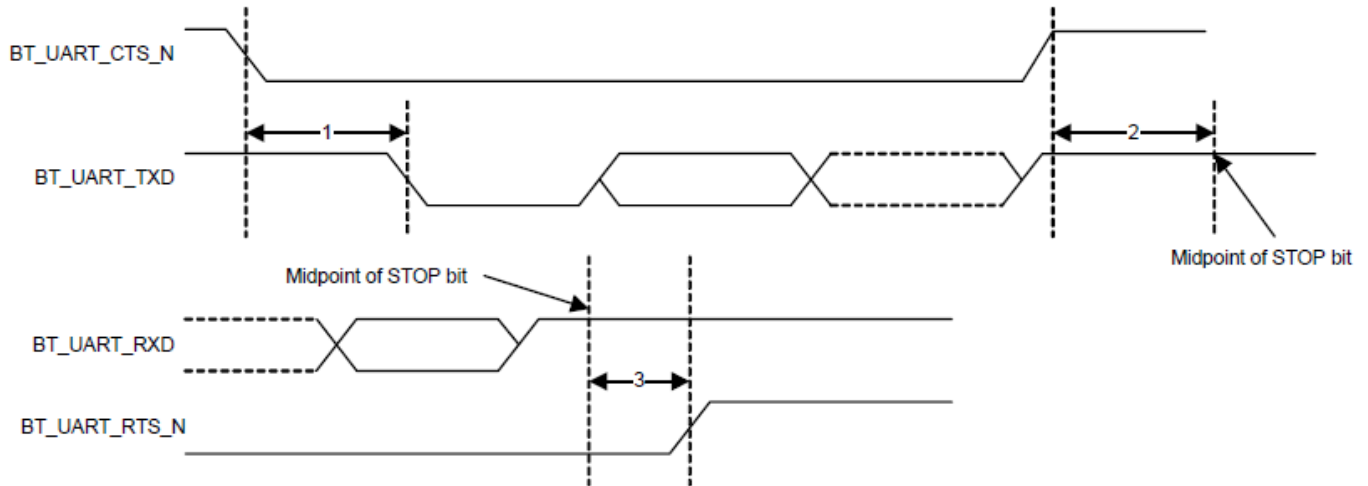 BT_UART_CTS_N
1
2
BT_UART_TXD
Midpoint of STOP bit
Midpoint of STOP bit
BT_UART_RXD
3
BT_UART_RTS_N